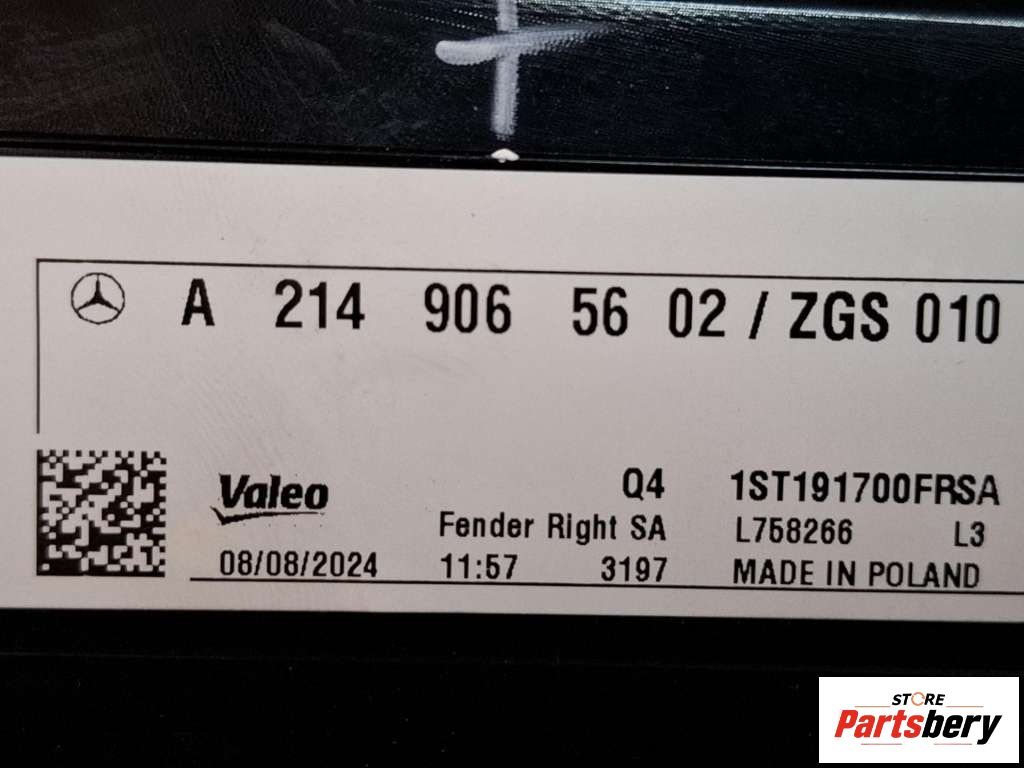 A 214 906 56 02 / ZGS 010
Valeo
Q4 1ST191700FRSA
Fender Right SA L758266 L3
08/08/2024 11:57 3197 MADE IN POLAND
STORE
Partsbery